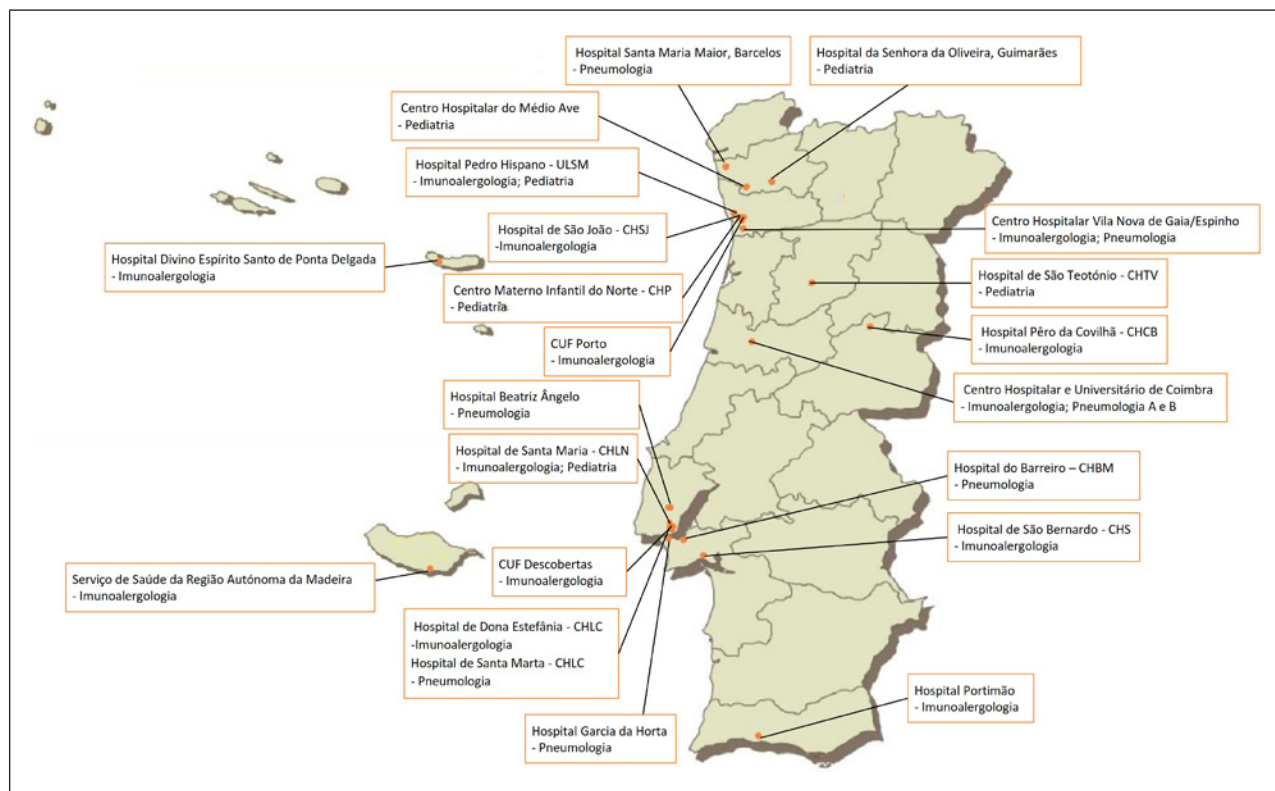 Hospital Santa Maria Maior, Barcelos
- Pneumologia
Hospital da Senhora da Oliveira, Guimarães
- Pediatria
Centro Hospitalar do Médio Ave
- Pediatria
Hospital Pedro Hispano - ULSM
- Imunoalergologia; Pediatria
Hospital de São João - CHSJ
-Imunoalergologia
Centro Hospitalar Vila Nova de Gaia/Espinho
- Imunoalergologia; Pneumologia
Hospital Divino Espírito Santo de Ponta Delgada
- Imunoalergologia
Centro Materno Infantil do Norte - CHP
- Pediatria
Hospital de São Teotónio - CHTV
- Pediatria
CUF Porto
- Imunoalergologia
Hospital Pêro da Covilhã - CHCB
- Imunoalergologia
Hospital Beatriz Ângelo
- Pneumologia
Centro Hospitalar e Universitário de Coimbra
- Imunoalergologia; Pneumologia A e B
Hospital de Santa Maria - CHLN
- Imunoalergologia; Pediatria
Hospital do Barreiro – CHBM
- Pneumologia
Hospital de São Bernardo - CHS
- Imunoalergologia
CUF Descobertas
- Imunoalergologia
Serviço de Saúde da Região Autónoma da Madeira
- Imunoalergologia
Hospital de Dona Estefânia - CHLC
-Imunoalergologia
Hospital de Santa Marta - CHLC
- Pneumologia
Hospital Portimão
- Imunoalergologia
Hospital Garcia da Horta
- Pneumologia